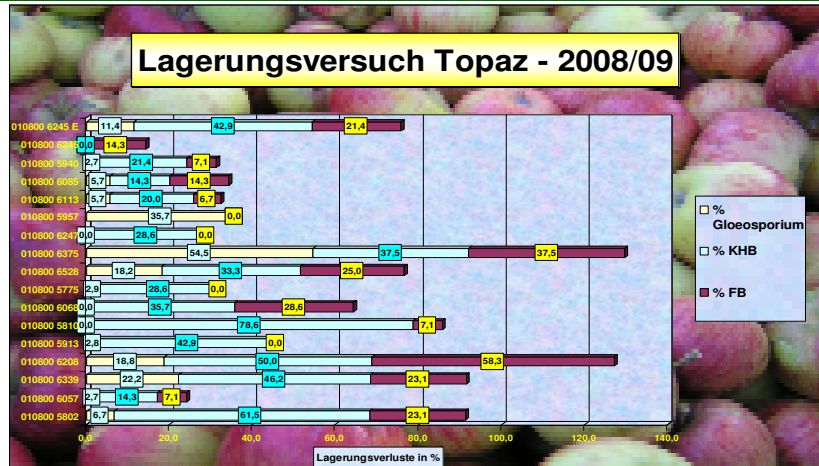 Lagerungsversuch Topaz - 2008/09
010800 6245 E 11,4 42,9 21,4
010800 0,0 14,3
010800 5940 2,7 21,4 7,1
010800 6085 5,7 14,3 14,3
010800 6113 5,7 20,0 6,7
010800 5957 35,7 0,0
010800 6247 0,0 28,6 0,0
010800 6375 54,5 37,5 37,5
010800 6528 18,2 33,3 25,0
010800 5775 2,9 28,6 0,0
010800 6068 0,0 35,7 28,6
010800 5810 0,0 78,6 7,1
010800 5913 2,8 42,9 0,0
010800 6208 18,8 50,0 58,3
010800 6339 22,2 46,2 23,1
010800 6057 2,7 14,3 7,1
010800 5802 6,7 61,5 23,1
0,0 20,0 40,0 60,0 80,0 100,0 120,0 140,0
Lagerungsverluste in %
%
Gloeosporium
% KHB
% FB